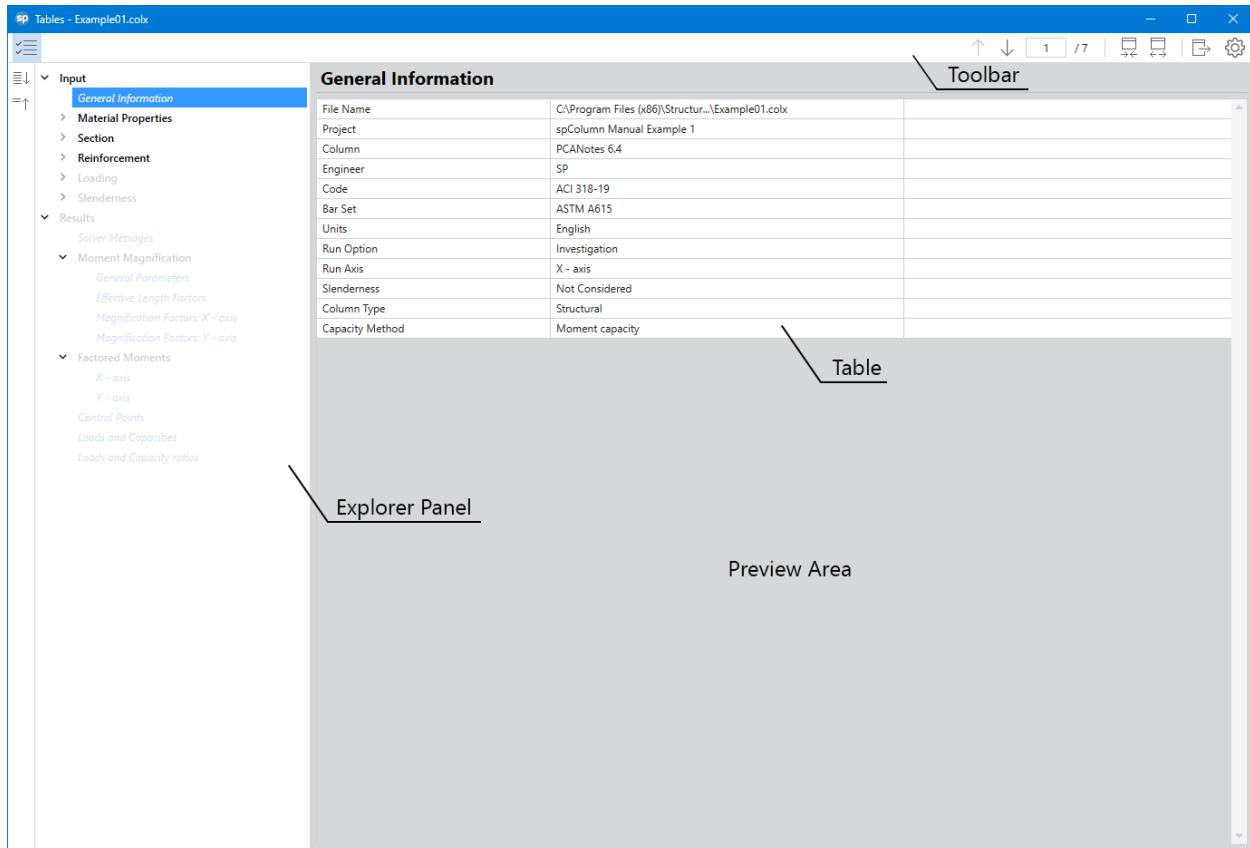 sp Tables - Example01.colx
1 / 7
Toolbar
Input
General Information
Material Properties
Section
Reinforcement
Loading
Slenderness
Results
Solver Messages
Moment Magnification
General Parameters
Effective Length Factors
Magnification Factors: X - axis
Magnification Factors: Y - axis
Factored Moments
X - axis
Y - axis
Control Points
Loads and Capacities
Loads and Capacity ratios
Explorer Panel
General Information
File Name C:\Program Files (x86)\Structur...\Example01.colx
Project spColumn Manual Example 1
Column PCANotes 6.4
Engineer SP
Code ACI 318-19
Bar Set ASTM A615
Units English
Run Option Investigation
Run Axis X - axis
Slenderness Not Considered
Column Type Structural
Capacity Method Moment capacity
Table
Preview Area